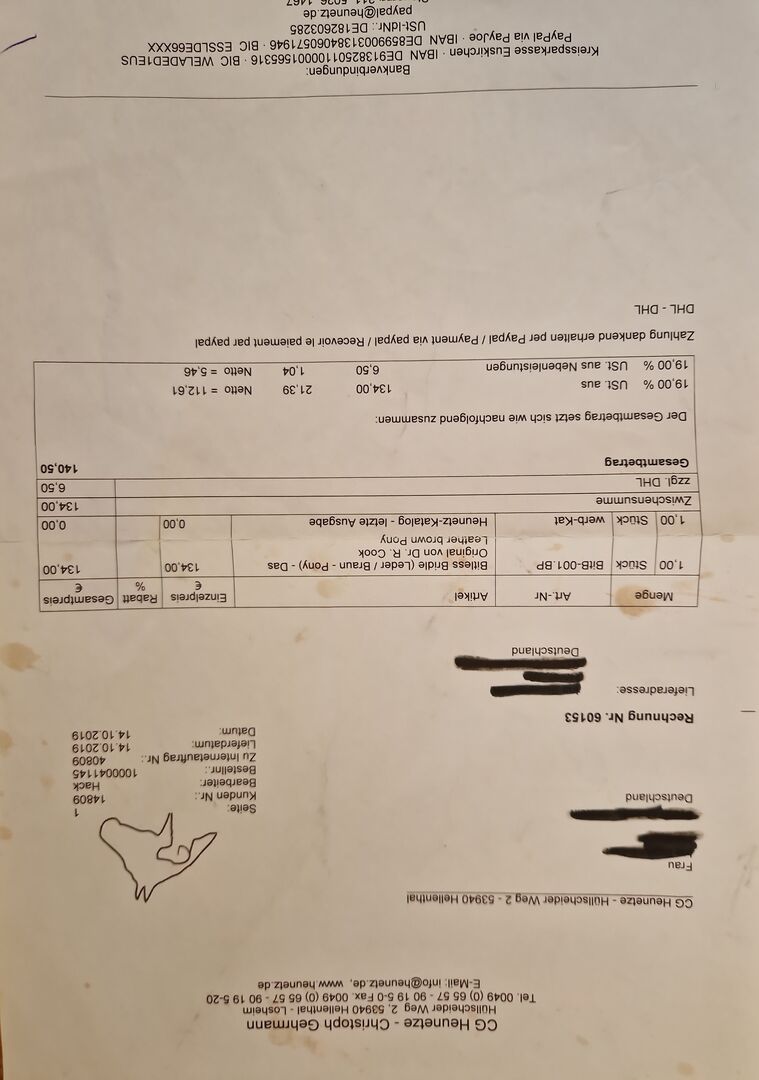 CG Heunetze - Christoph Gehrmann
Hüllscheider Weg 2, 53940 Hellenthal - Losheim
Tel. 0049 (0) 65 57 - 90 19 5-0 Fax. 0049 (0) 65 57 - 90 19 5-20
E-Mail: info@heunetz.de, www.heunetz.de
CG Heunetze - Hüllscheider Weg 2 - 53940 Hellenthal
Frau
Deutschland
Seite: 1
Kunden Nr.: 14809
Bearbeiter: Hack
Bestellnr.: 1000041145
Zu Internetauftrag Nr.: 40809
Lieferdatum: 14.10.2019
Datum: 14.10.2019
Rechnung Nr. 60153
Lieferadresse:
Deutschland
Menge Art.-Nr Artikel Einzelpreis € Rabatt % Gesamtpreis €
1,00 Stück BitB-001.BP Bitless Bridle (Leder / Braun - Pony) - Das 134,00 134,00
Original von Dr. R. Cook
Leather brown Pony
1,00 Stück werb-Kat Heunetz-Katalog - letzte Ausgabe 0,00 0,00
Zwischensumme 134,00
zzgl. DHL 6,50
Gesamtbetrag 140,50
Der Gesamtbetrag setzt sich wie nachfolgend zusammen:
19,00 % USt. aus 134,00 21,39 Netto = 112,61
19,00 % USt. aus Nebenleistungen 6,50 1,04 Netto = 5,46
Zahlung dankend erhalten per Paypal / Payment via paypal / Recevoir le paiement par paypal
DHL - DHL
Bankverbindungen:
Kreissparkasse Euskirchen · IBAN DE91382501100001565316 · BIC WELADED1EUS
PayPal via PayJoe · IBAN DE85990003138406057 1946 · BIC ESSLDE66XXX
USt-IdNr.: DE182603285
paypal@heunetz.de